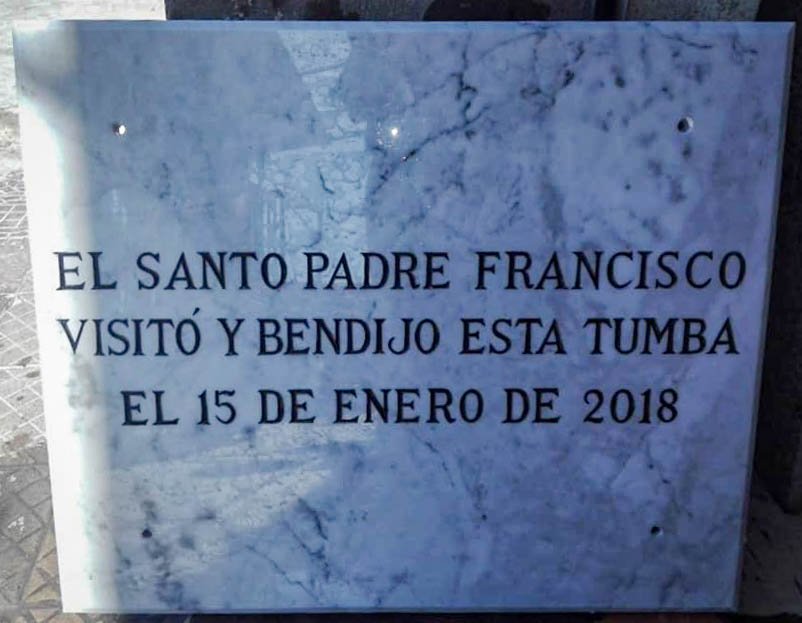 EL SANTO PADRE FRANCISCO
VISITÓ Y BENDIJO ESTA TUMBA
EL 15 DE ENERO DE 2018